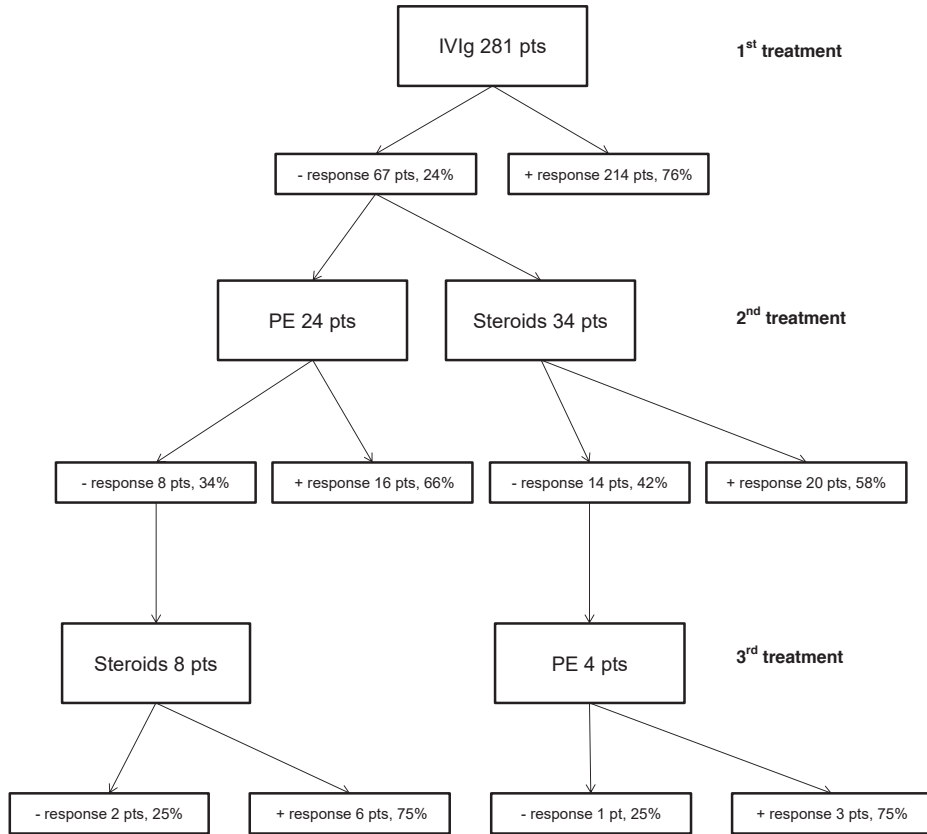 IVIg 281 pts
1st treatment
- response 67 pts, 24%
+ response 214 pts, 76%
PE 24 pts
Steroids 34 pts
2nd treatment
- response 8 pts, 34%
+ response 16 pts, 66%
- response 14 pts, 42%
+ response 20 pts, 58%
Steroids 8 pts
PE 4 pts
3rd treatment
- response 2 pts, 25%
+ response 6 pts, 75%
- response 1 pt, 25%
+ response 3 pts, 75%